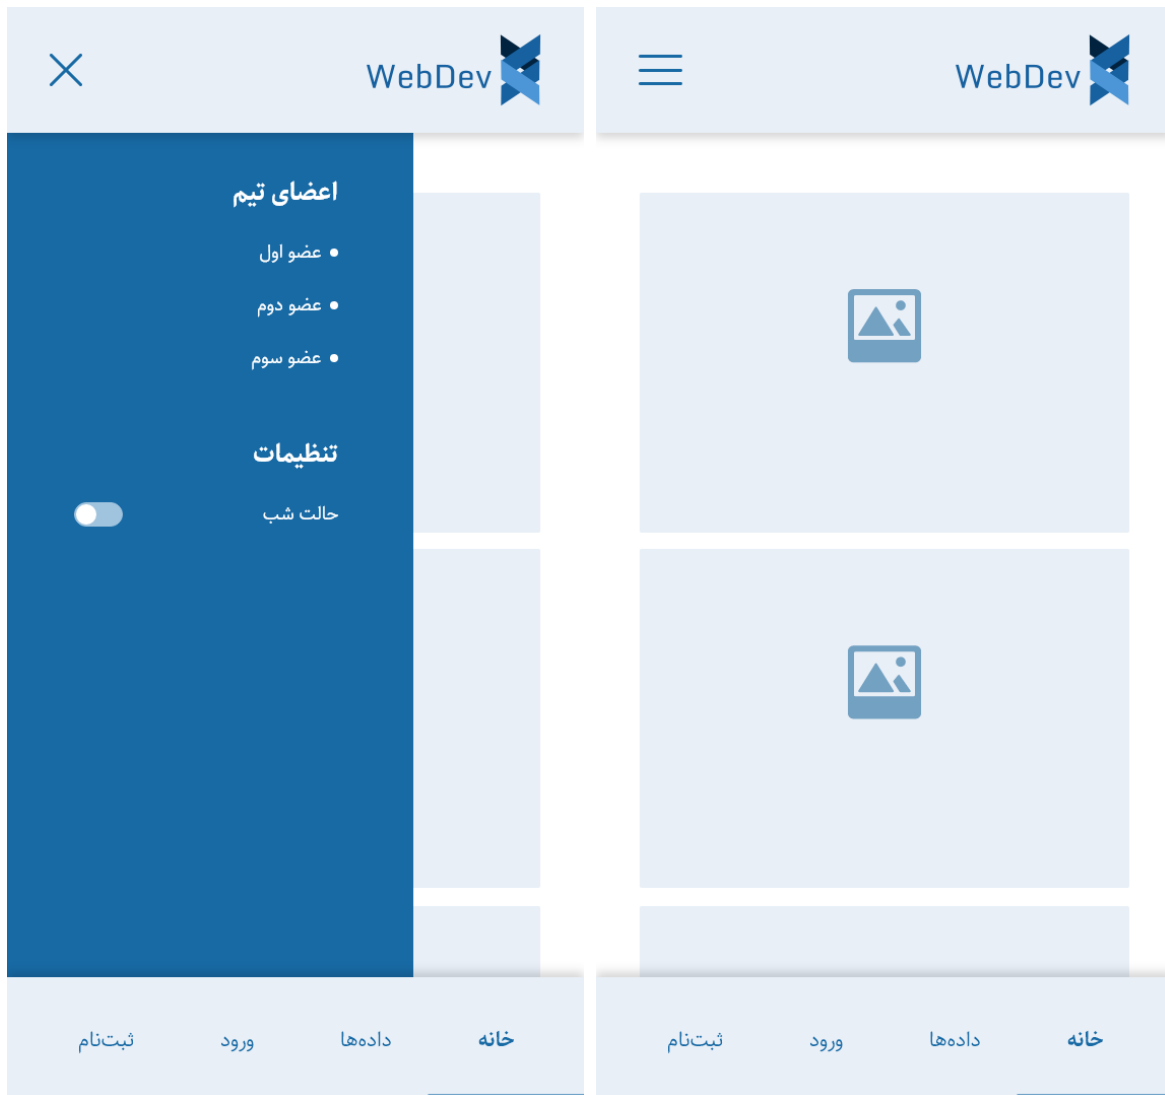 WebDev
اعضای تیم
عضو اول
عضو دوم
عضو سوم
تنظیمات
حالت شب
خانه داده‌ها ورود ثبت‌نام
WebDev
خانه داده‌ها ورود ثبت‌نام